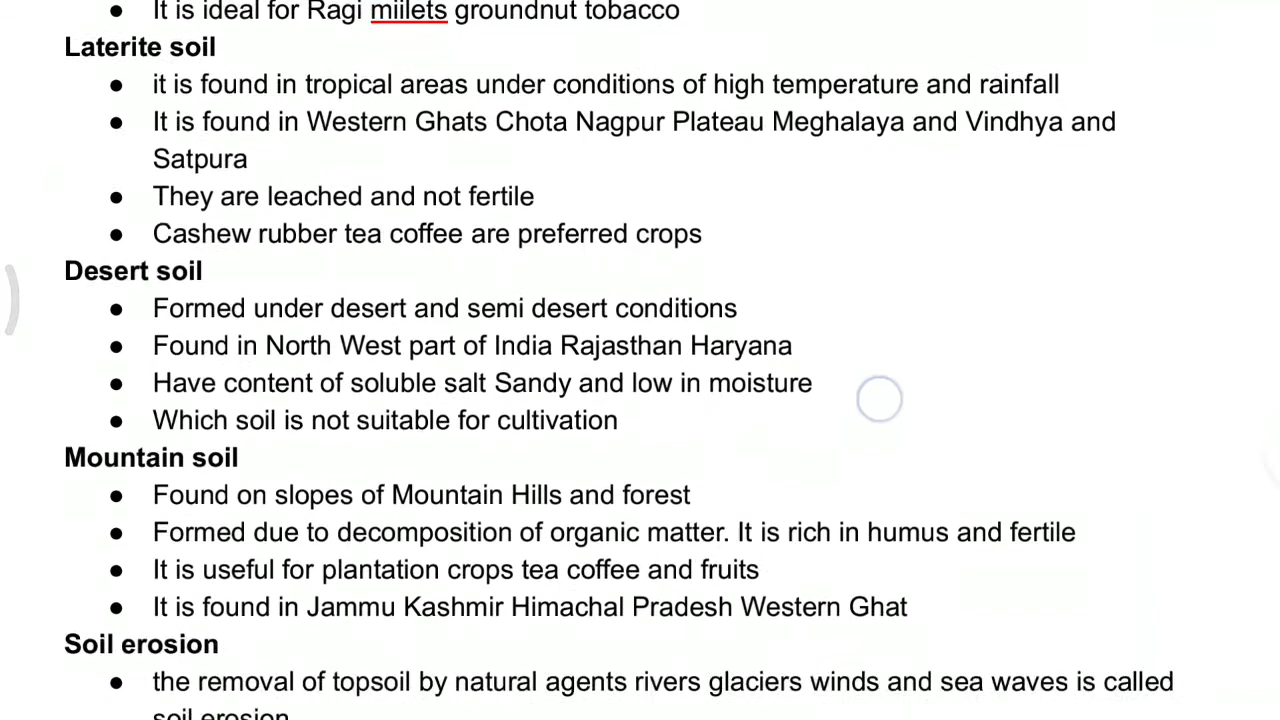 ● It is ideal for Ragi miilets groundnut tobacco
Laterite soil
● it is found in tropical areas under conditions of high temperature and rainfall
● It is found in Western Ghats Chota Nagpur Plateau Meghalaya and Vindhya and
Satpura
● They are leached and not fertile
● Cashew rubber tea coffee are preferred crops
Desert soil
● Formed under desert and semi desert conditions
● Found in North West part of India Rajasthan Haryana
● Have content of soluble salt Sandy and low in moisture
● Which soil is not suitable for cultivation
Mountain soil
● Found on slopes of Mountain Hills and forest
● Formed due to decomposition of organic matter. It is rich in humus and fertile
● It is useful for plantation crops tea coffee and fruits
● It is found in Jammu Kashmir Himachal Pradesh Western Ghat
Soil erosion
● the removal of topsoil by natural agents rivers glaciers winds and sea waves is called
soil erosion